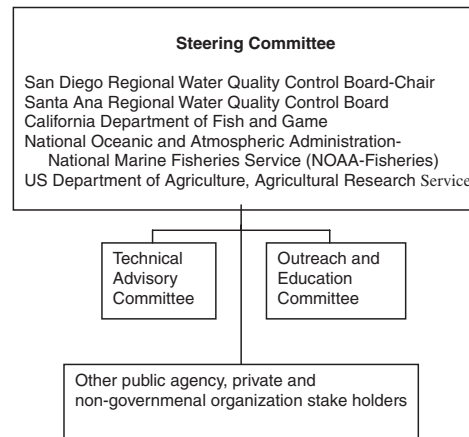 Steering Committee
San Diego Regional Water Quality Control Board-Chair
Santa Ana Regional Water Quality Control Board
California Department of Fish and Game
National Oceanic and Atmospheric Administration-
National Marine Fisheries Service (NOAA-Fisheries)
US Department of Agriculture, Agricultural Research Service
Technical
Advisory
Committee
Outreach and
Education
Committee
Other public agency, private and
non-governmenal organization stake holders